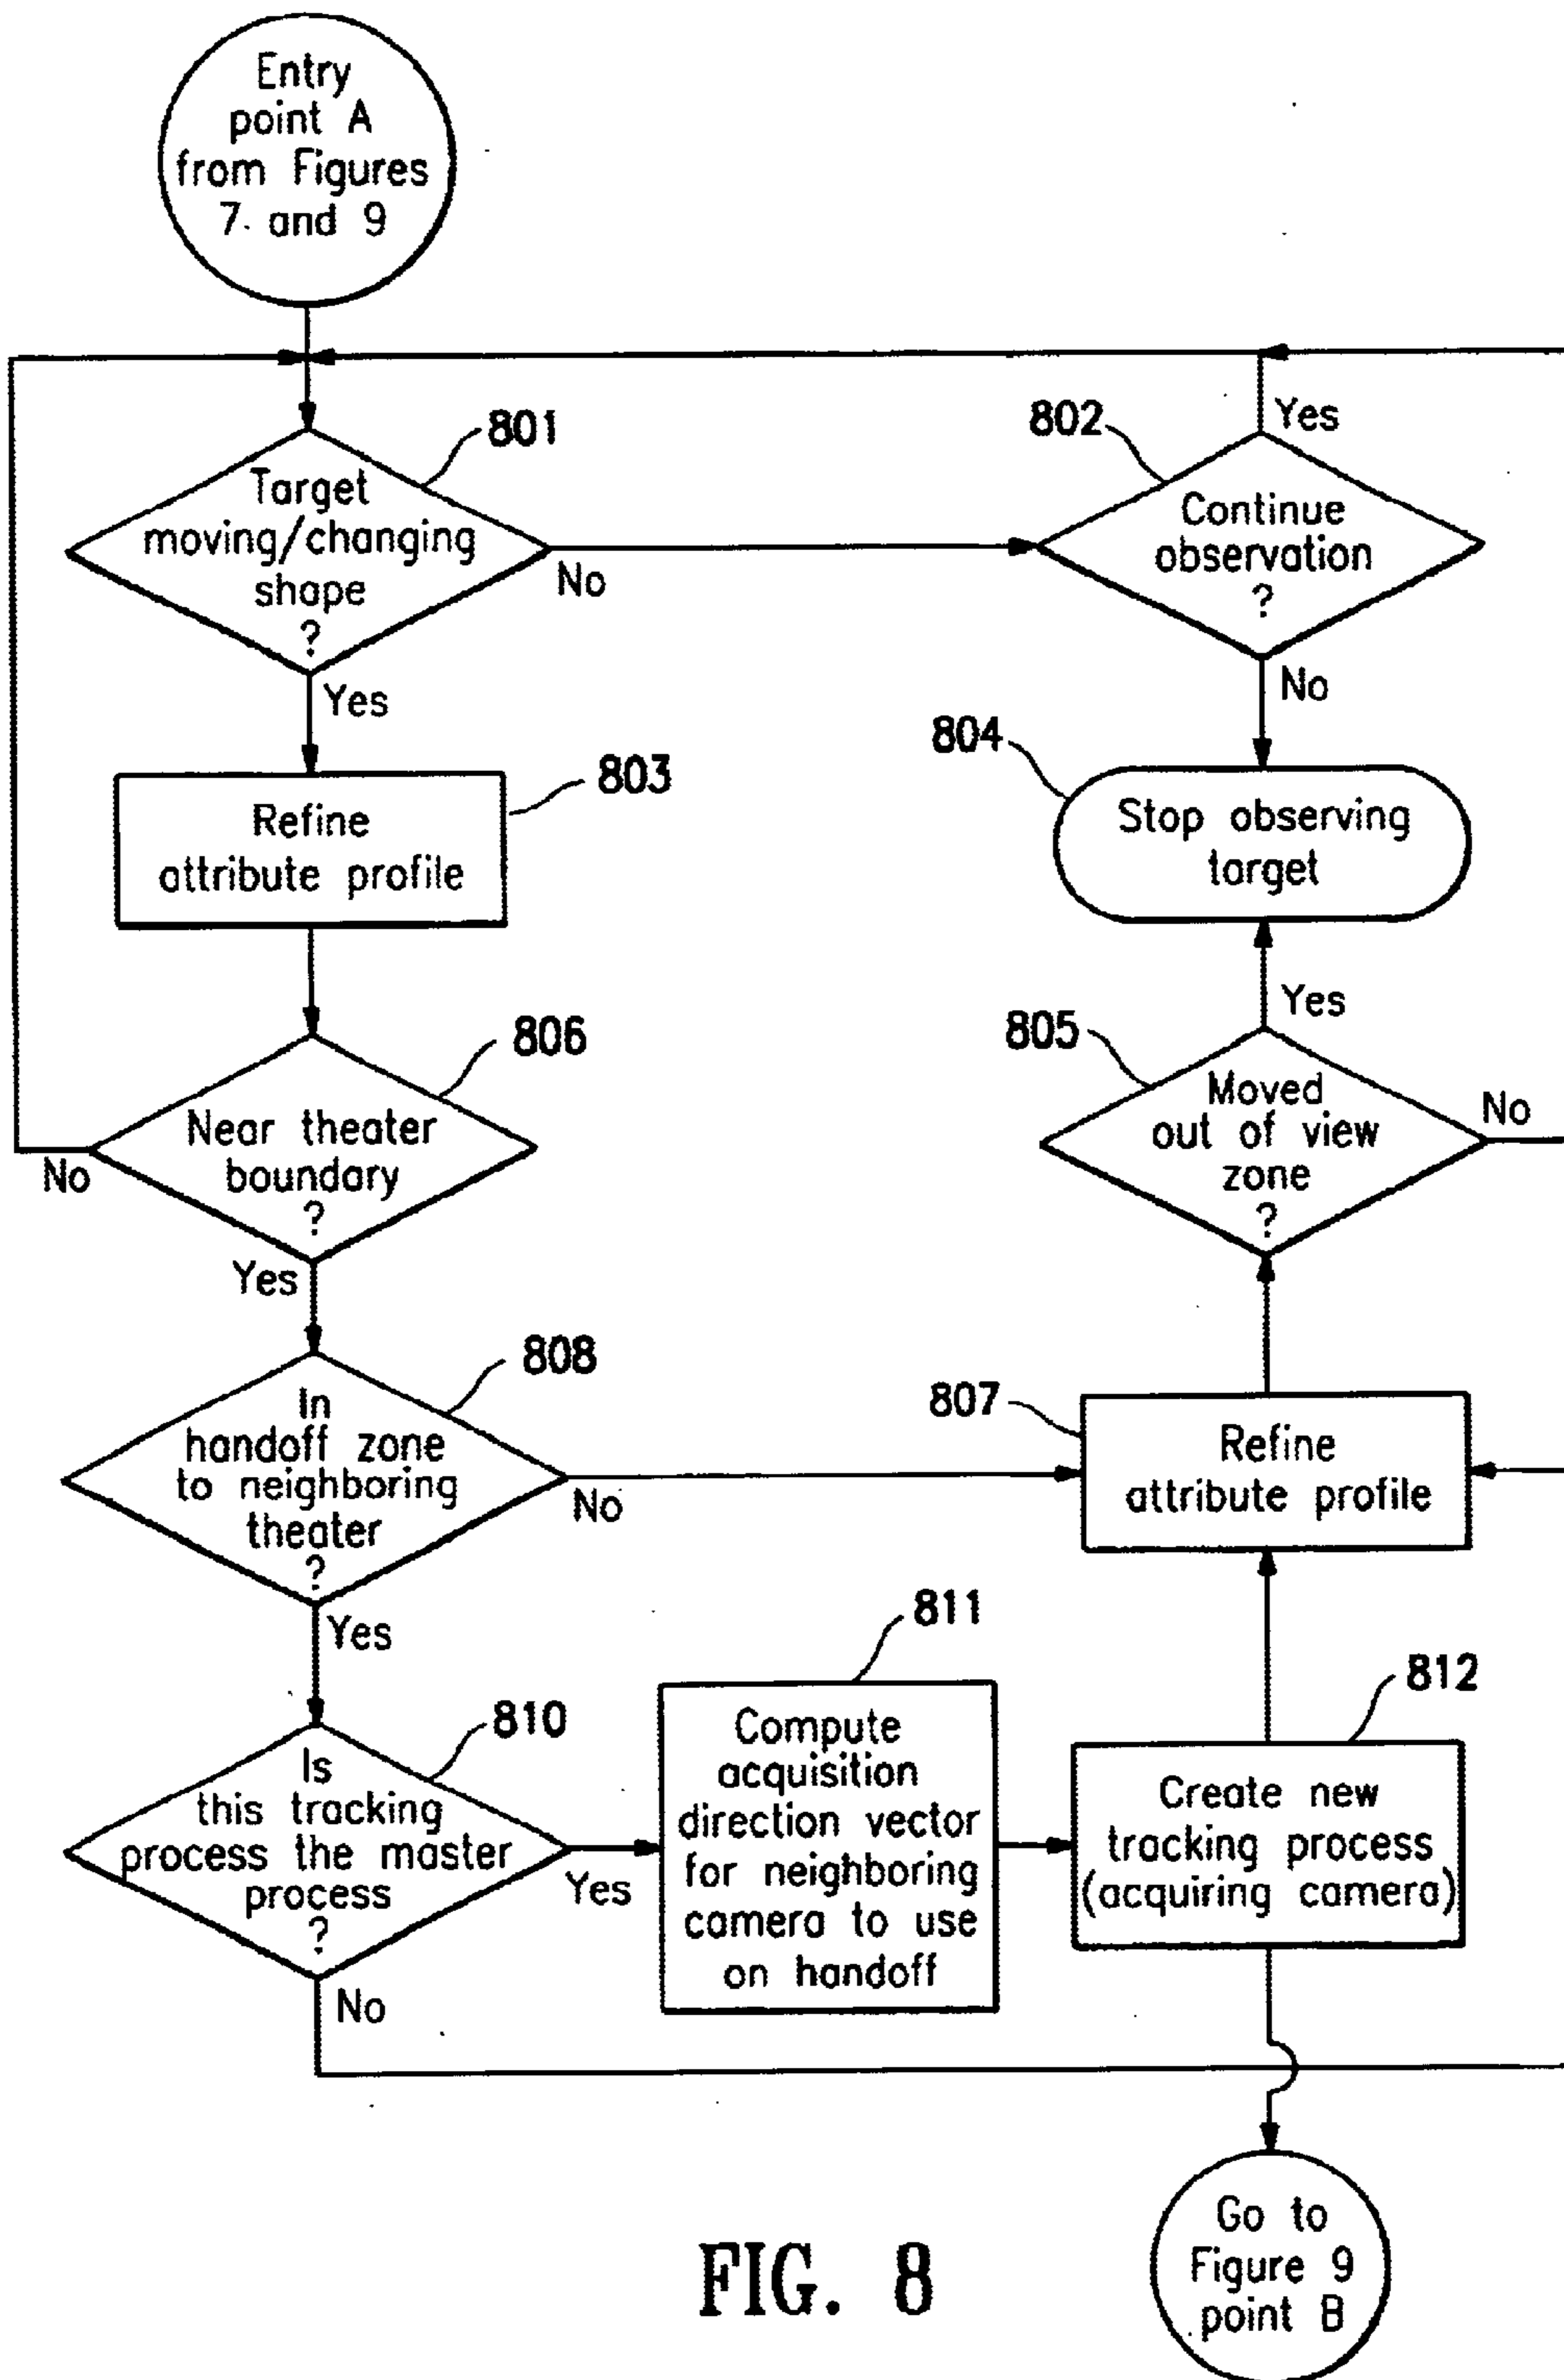 Entry
point A
from Figures
7. and 9
801
Target
moving/changing
shape
?
No
Yes
802
Yes
Continue
observation
?
No
803
Refine
attribute profile
804
Stop observing
target
806
Near theater
boundary
?
No
Yes
805
Yes
Moved
out of view
zone
?
No
808
In
handoff zone
to neighboring
theater
?
No
Yes
807
Refine
attribute profile
810
Is
this tracking
process the master
process
?
Yes
No
811
Compute
acquisition
direction vector
for neighboring
camera to use
on handoff
812
Create new
tracking process
(acquiring camera)
Go to
Figure 9
point B
FIG. 8